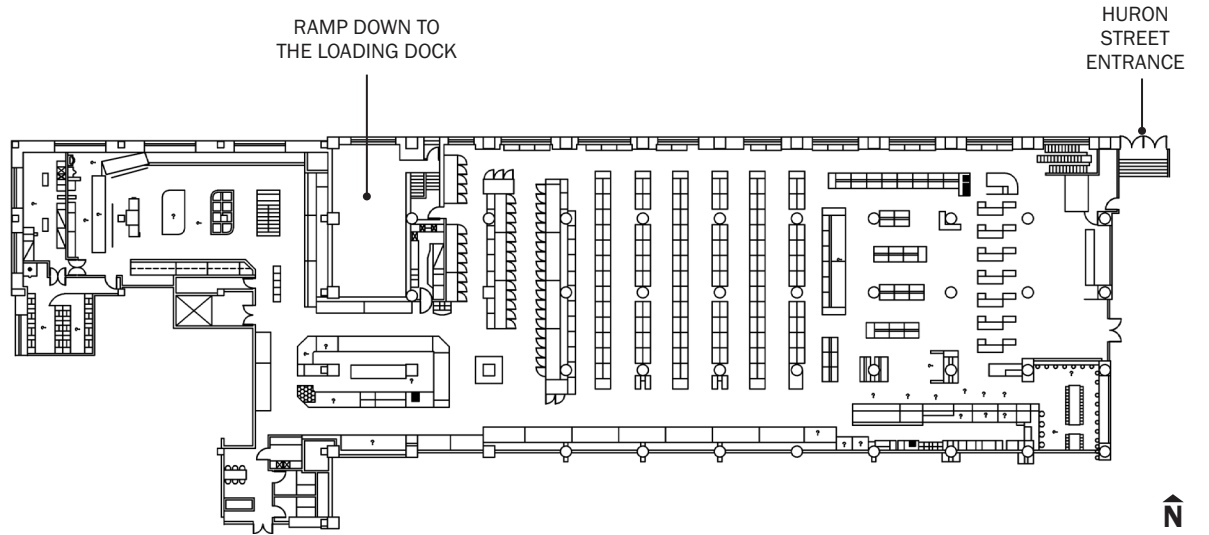 RAMP DOWN TO
THE LOADING DOCK
HURON
STREET
ENTRANCE
N